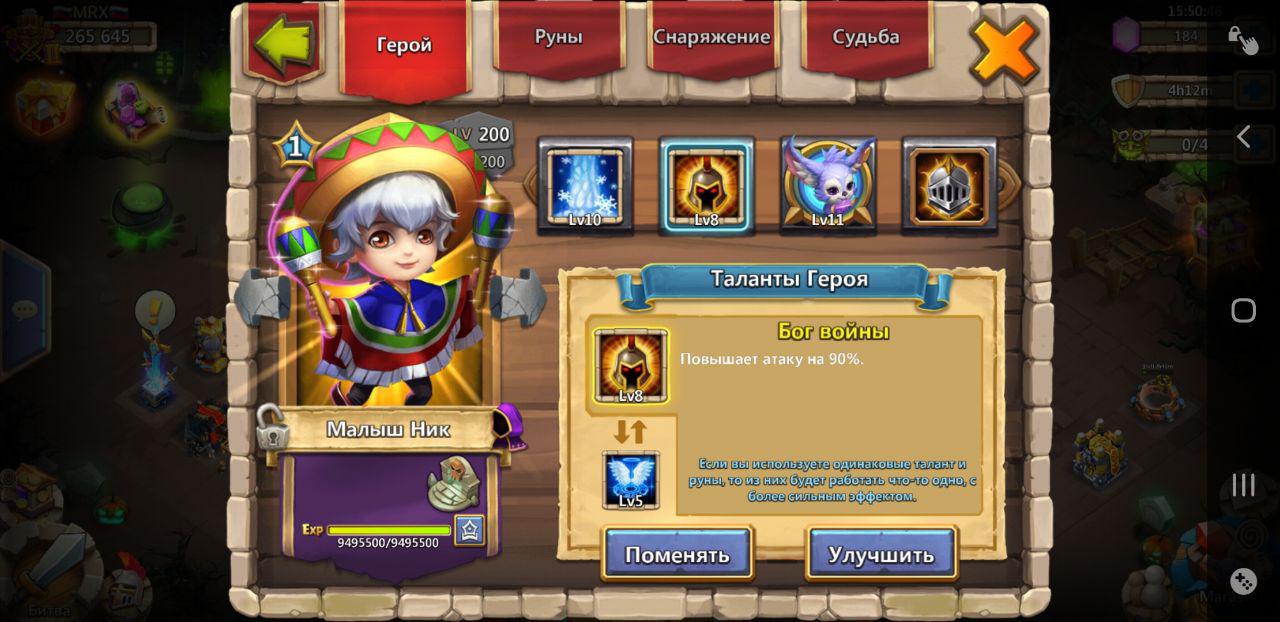 MRX
265 645
Герой
Руны
Снаряжение
Судьба
15:50:46
184
4h12m
0/4
1
LV 200
200
Lv10
Lv8
Lv11
Таланты Героя
Бог войны
Повышает атаку на 90%.
Lv8
Если вы используете одинаковые талант и
руны, то из них будет работать что-то одно, с
более сильным эффектом.
Lv5
Малыш Ник
Exp
9495500/9495500
Поменять
Улучшить
Битва